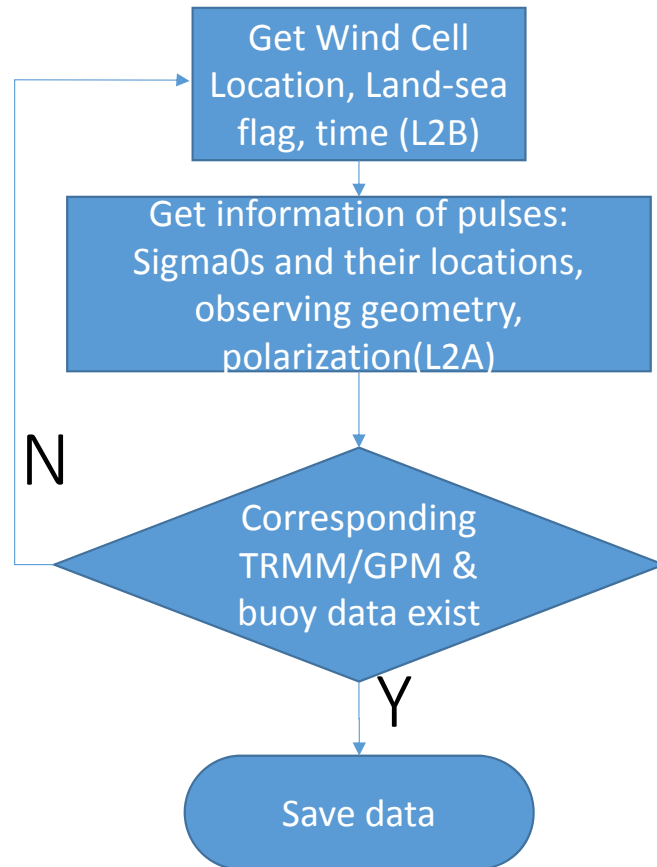 Get Wind Cell
Location, Land-sea
flag, time (L2B)
Get information of pulses:
Sigma0s and their locations,
observing geometry,
polarization(L2A)
N
Corresponding
TRMM/GPM &
buoy data exist
Y
Save data